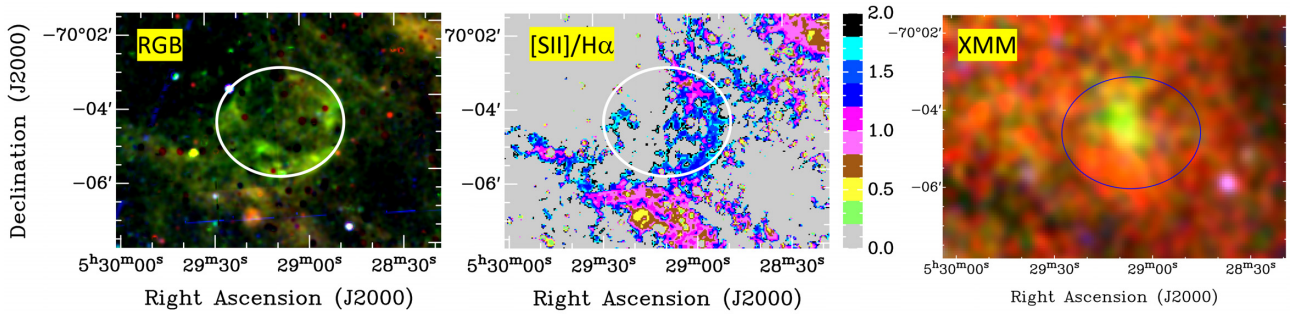 RGB
[SII]/Hα
XMM
Declination (J2000)
−70°02′
−04′
−06′
5ʰ30ᵐ00ˢ 29ᵐ30ˢ 29ᵐ00ˢ 28ᵐ30ˢ
Right Ascension (J2000)
70°02′
−04′
−06′
5ʰ30ᵐ00ˢ 29ᵐ30ˢ 29ᵐ00ˢ 28ᵐ30ˢ
Right Ascension (J2000)
2.0
1.5
1.0
0.5
0.0
−70°02′
−04′
−06′
5ʰ30ᵐ00ˢ 29ᵐ30ˢ 29ᵐ00ˢ 28ᵐ30ˢ
Right Ascension (J2000)